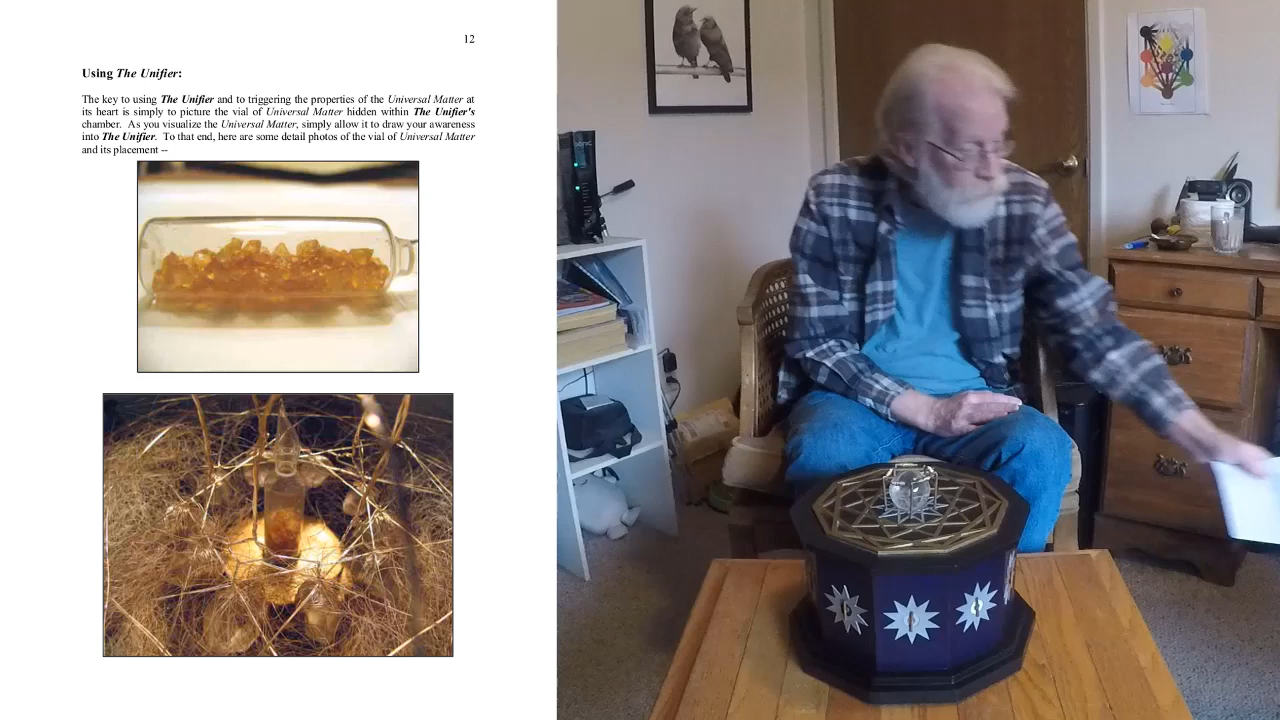 12
Using The Unifier:
The key to using The Unifier and to triggering the properties of the Universal Matter at
its heart is simply to picture the vial of Universal Matter hidden within The Unifier's
chamber. As you visualize the Universal Matter, simply allow it to draw your awareness
into The Unifier. To that end, here are some detail photos of the vial of Universal Matter
and its placement --